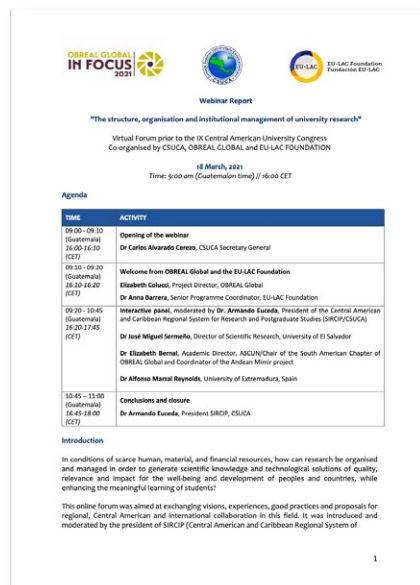 OBREAL GLOBAL
IN FOCUS
2021
CSUCA
EU-LAC
EU-LAC Foundation
Fundación EU-LAC
Webinar Report
"The structure, organisation and institutional management of university research"
Virtual Forum prior to the IX Central American University Congress
Co-organised by CSUCA, OBREAL GLOBAL and EU-LAC FOUNDATION
18 March, 2021
Time: 9:00 am (Guatemalan time) // 16:00 CET
Agenda
TIME ACTIVITY
09:00 - 09:10
(Guatemala)
16:00-16:10
(CET)
Opening of the webinar
Dr Carlos Alvarado Cerezo, CSUCA Secretary General
09:10 - 09:20
(Guatemala)
16:10-16:20
(CET)
Welcome from OBREAL Global and the EU-LAC Foundation
Elizabeth Colucci, Project Director, OBREAL Global
Dr Anna Barrera, Senior Programme Coordinator, EU-LAC Foundation
09:20 - 10:45
(Guatemala)
16:20-17:45
(CET)
Interactive panel, moderated by Dr. Armando Euceda, President of the Central American
and Caribbean Regional System for Research and Postgraduate Studies (SIRCIP/CSUCA)
Dr José Miguel Sermeño, Director of Scientific Research, University of El Salvador
Dr Elizabeth Bernal, Academic Director, ASCUN/Chair of the South American Chapter of
OBREAL Global and Coordinator of the Andean Mimir project
Dr Alfonso Marzal Reynolds, University of Extremadura, Spain
10:45 – 11:00
(Guatemala)
16:45-18:00
(CET)
Conclusions and closure
Dr Armando Euceda, President SIRCIP, CSUCA
Introduction
In conditions of scarce human, material, and financial resources, how can research be organised
and managed in order to generate scientific knowledge and technological solutions of quality,
relevance and impact for the well-being and development of peoples and countries, while
enhancing the meaningful learning of students?
This online forum was aimed at exchanging visions, experiences, good practices and proposals for
regional, Central American and international collaboration in this field. It was introduced and
moderated by the president of SIRCIP (Central American and Caribbean Regional System of
1